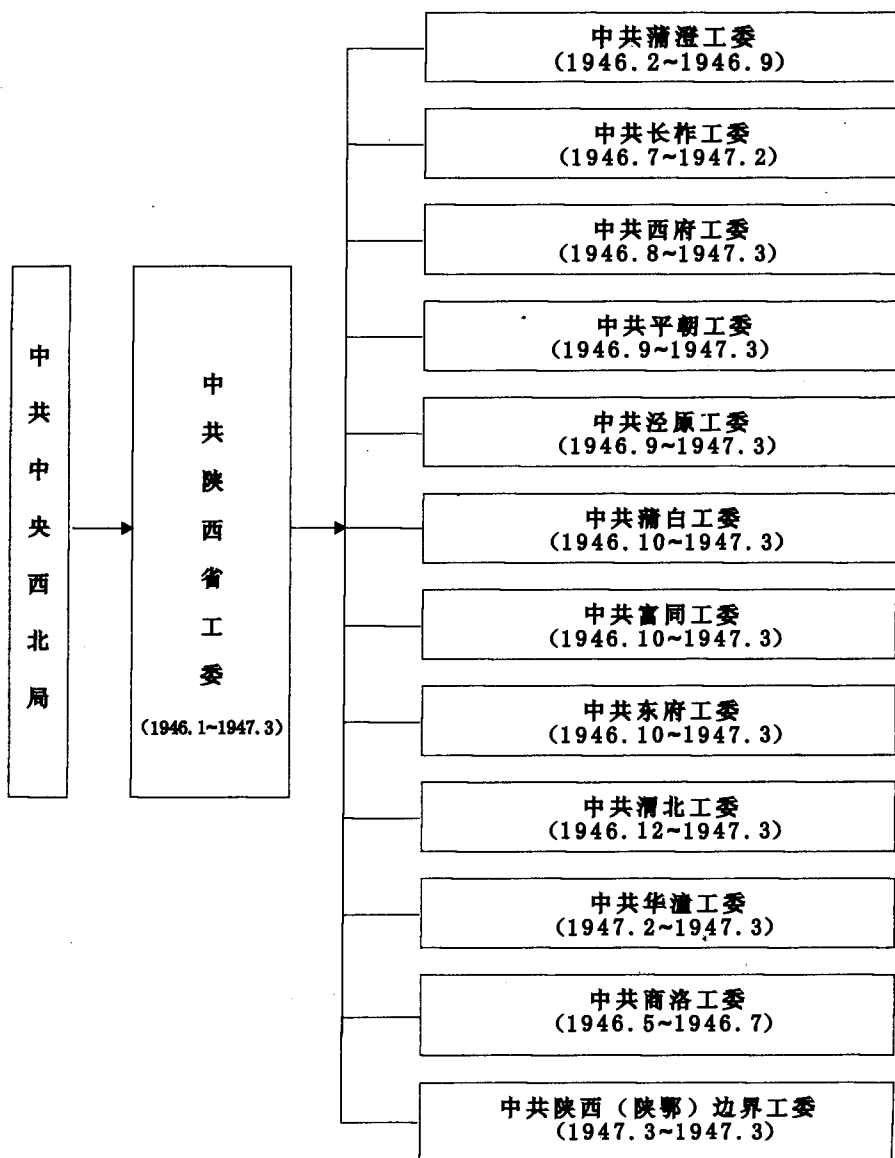 中共中央西北局
中共陕西省工委
(1946.1~1947.3)
中共蒲澄工委
(1946.2~1946.9)
中共长柞工委
(1946.7~1947.2)
中共西府工委
(1946.8~1947.3)
中共平朝工委
(1946.9~1947.3)
中共泾原工委
(1946.9~1947.3)
中共蒲白工委
(1946.10~1947.3)
中共富同工委
(1946.10~1947.3)
中共东府工委
(1946.10~1947.3)
中共渭北工委
(1946.12~1947.3)
中共华潼工委
(1947.2~1947.3)
中共商洛工委
(1946.5~1946.7)
中共陕西（陕鄂）边界工委
(1947.3~1947.3)